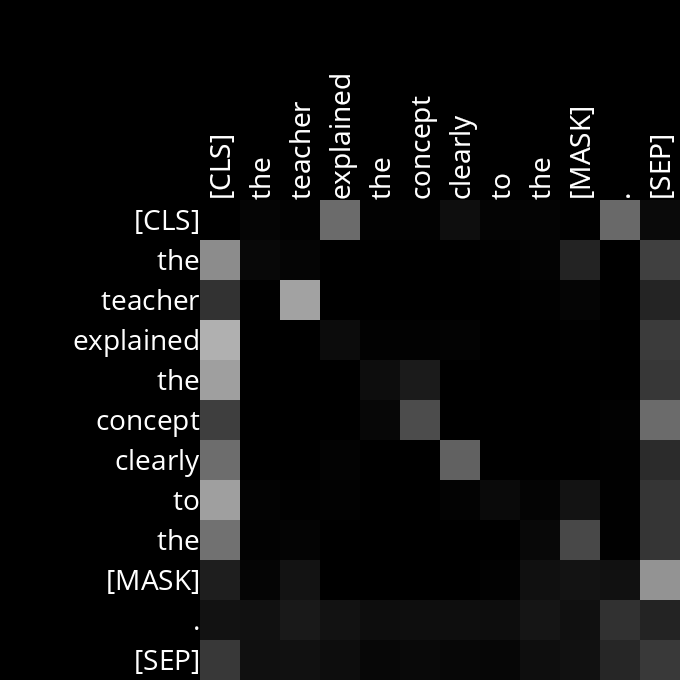 [CLS] the teacher explained the concept clearly to the [MASK] . [SEP]
[CLS]
the
teacher
explained
the
concept
clearly
to
the
[MASK]
.
[SEP]